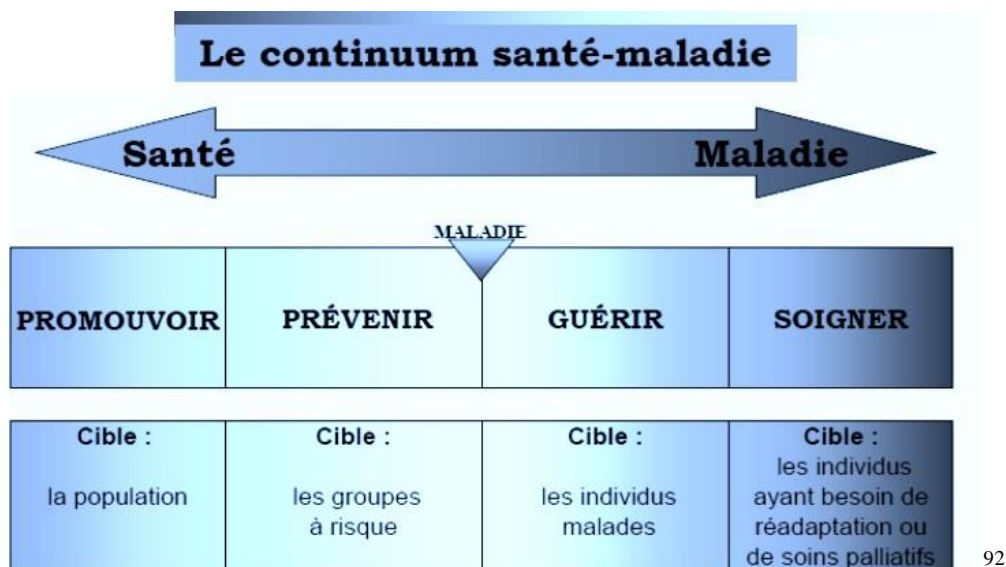 Le continuum santé-maladie
Santé
Maladie
MALADIE
PROMOUVOIR
PRÉVENIR
GUÉRIR
SOIGNER
Cible :
la population
Cible :
les groupes
à risque
Cible :
les individus
malades
Cible :
les individus
ayant besoin de
réadaptation ou
de soins palliatifs
92